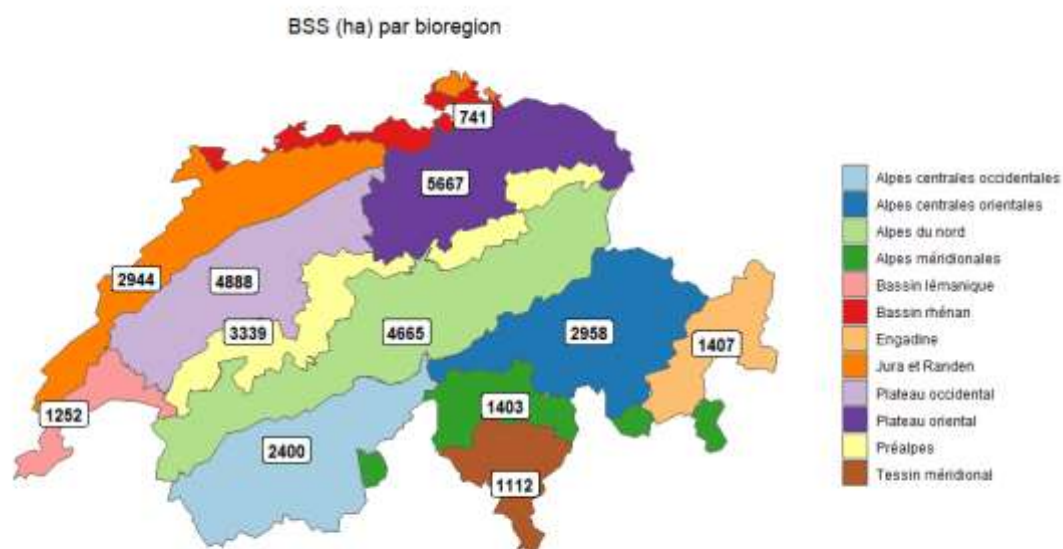 BSS (ha) par bioregion
741
5667
2944
4888
3339
4665
2958
1407
1252
1403
2400
1112
Alpes centrales occidentales
Alpes centrales orientales
Alpes du nord
Alpes méridionales
Bassin lémanique
Bassin rhénan
Engadine
Jura et Randen
Plateau occidental
Plateau oriental
Préalpes
Tessin méridional